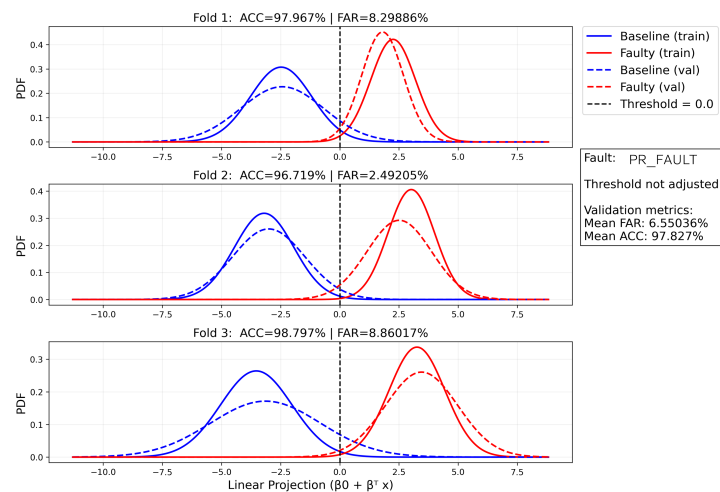 Fold 1:  ACC=97.967% | FAR=8.29886%
PDF
0.4
0.3
0.2
0.1
0.0
−10.0 −7.5 −5.0 −2.5 0.0 2.5 5.0 7.5
Baseline (train)
Faulty (train)
Baseline (val)
Faulty (val)
Threshold = 0.0
Fault: PR_FAULT
Threshold not adjusted
Validation metrics:
Mean FAR: 6.55036%
Mean ACC: 97.827%
Fold 2:  ACC=96.719% | FAR=2.49205%
PDF
0.4
0.3
0.2
0.1
0.0
−10.0 −7.5 −5.0 −2.5 0.0 2.5 5.0 7.5
Fold 3:  ACC=98.797% | FAR=8.86017%
PDF
0.3
0.2
0.1
0.0
−10.0 −7.5 −5.0 −2.5 0.0 2.5 5.0 7.5
Linear Projection (β0 + βᵀ x)